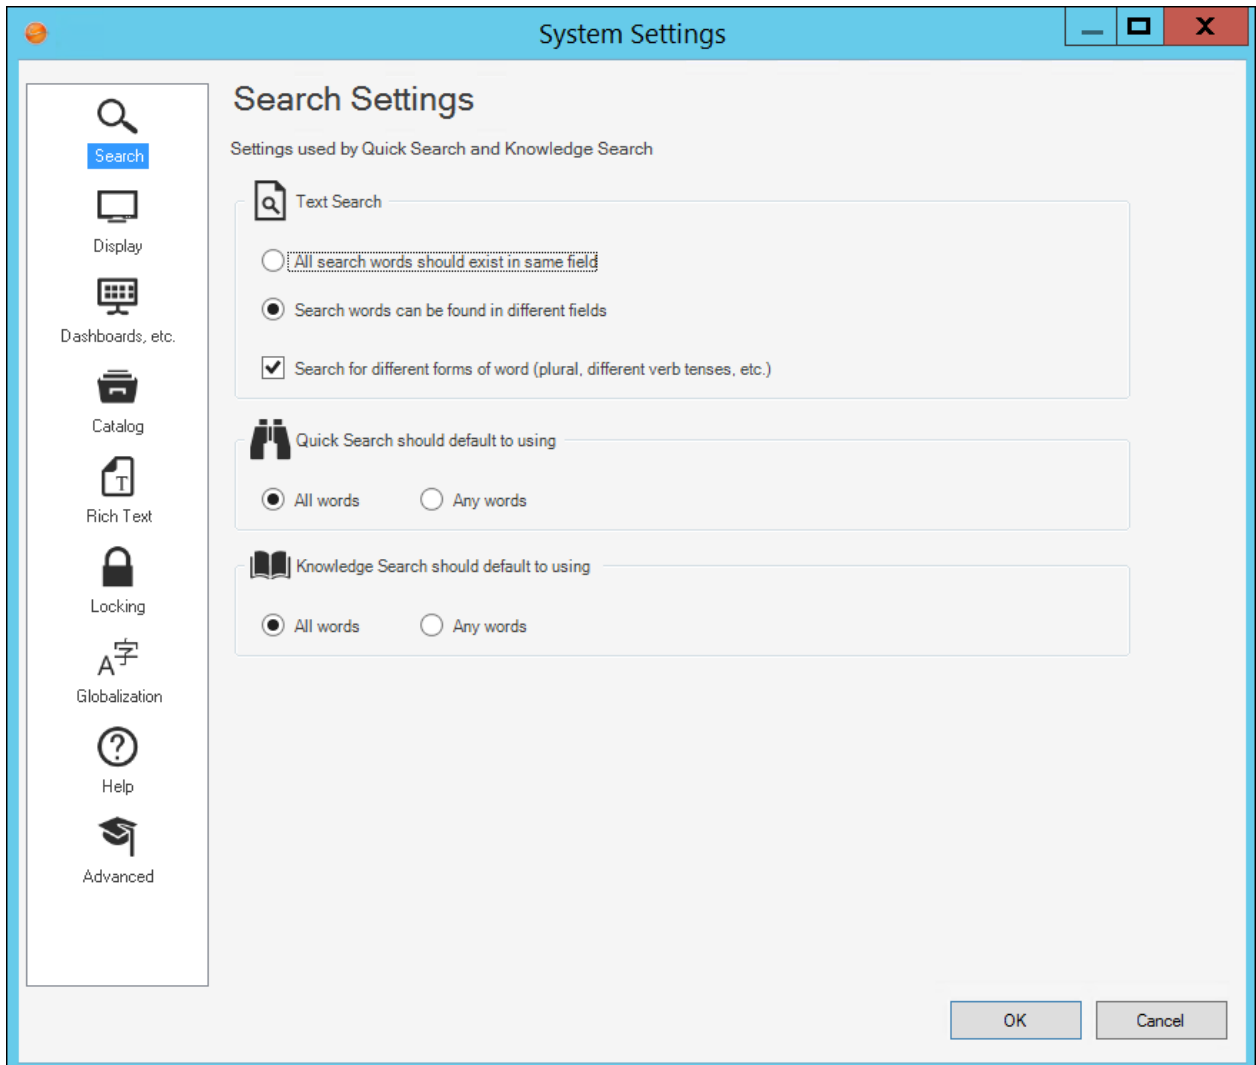 System Settings
X
Search
Display
Dashboards, etc.
Catalog
T
Rich Text
Locking
A字
Globalization
?
Help
Advanced
Search Settings
Settings used by Quick Search and Knowledge Search
Text Search
All search words should exist in same field
Search words can be found in different fields
Search for different forms of word (plural, different verb tenses, etc.)
Quick Search should default to using
All words Any words
Knowledge Search should default to using
All words Any words
OK Cancel